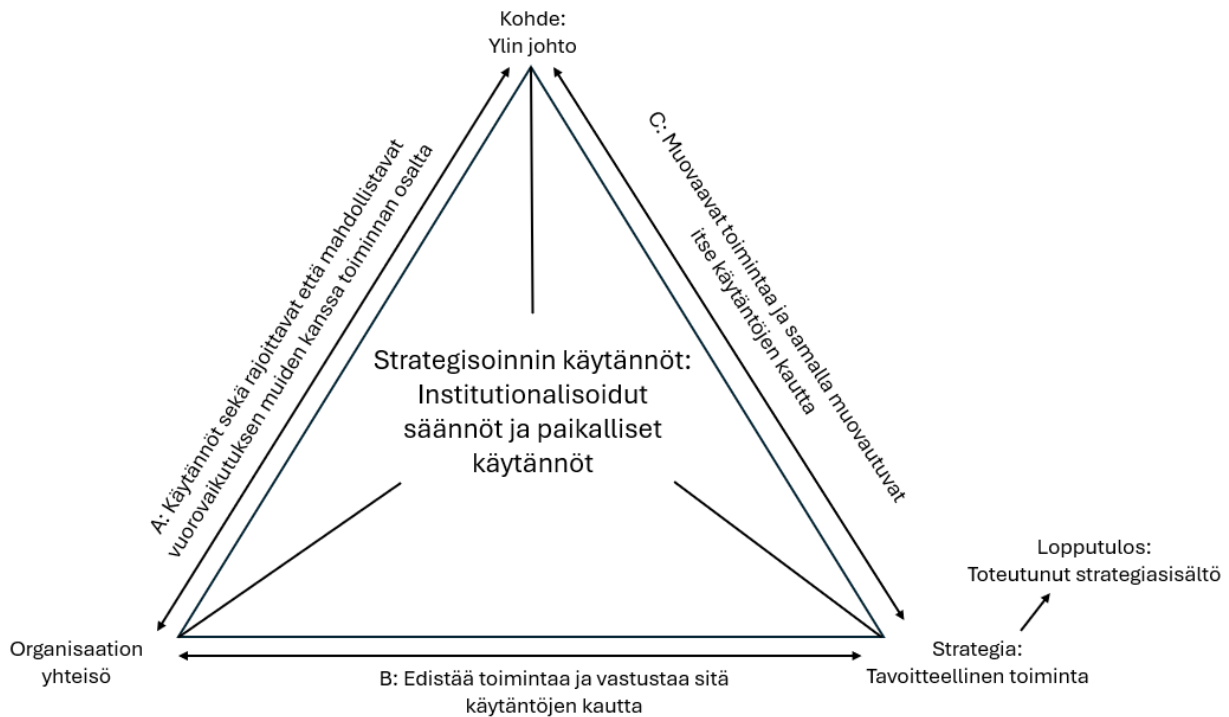 Kohde:
Ylin johto
A: Käytännöt sekä rajoittavat että mahdollistavat
vuorovaikutuksen muiden kanssa toiminnan osalta
C: Muovaavat toimintaa ja samalla muovautuvat
itse käytäntöjen kautta
Strategisoinnin käytännöt:
Institutionalisoidut
säännöt ja paikalliset
käytännöt
Lopputulos:
Toteutunut strategiasisältö
Organisaation
yhteisö
Strategia:
Tavoitteellinen toiminta
B: Edistää toimintaa ja vastustaa sitä
käytäntöjen kautta